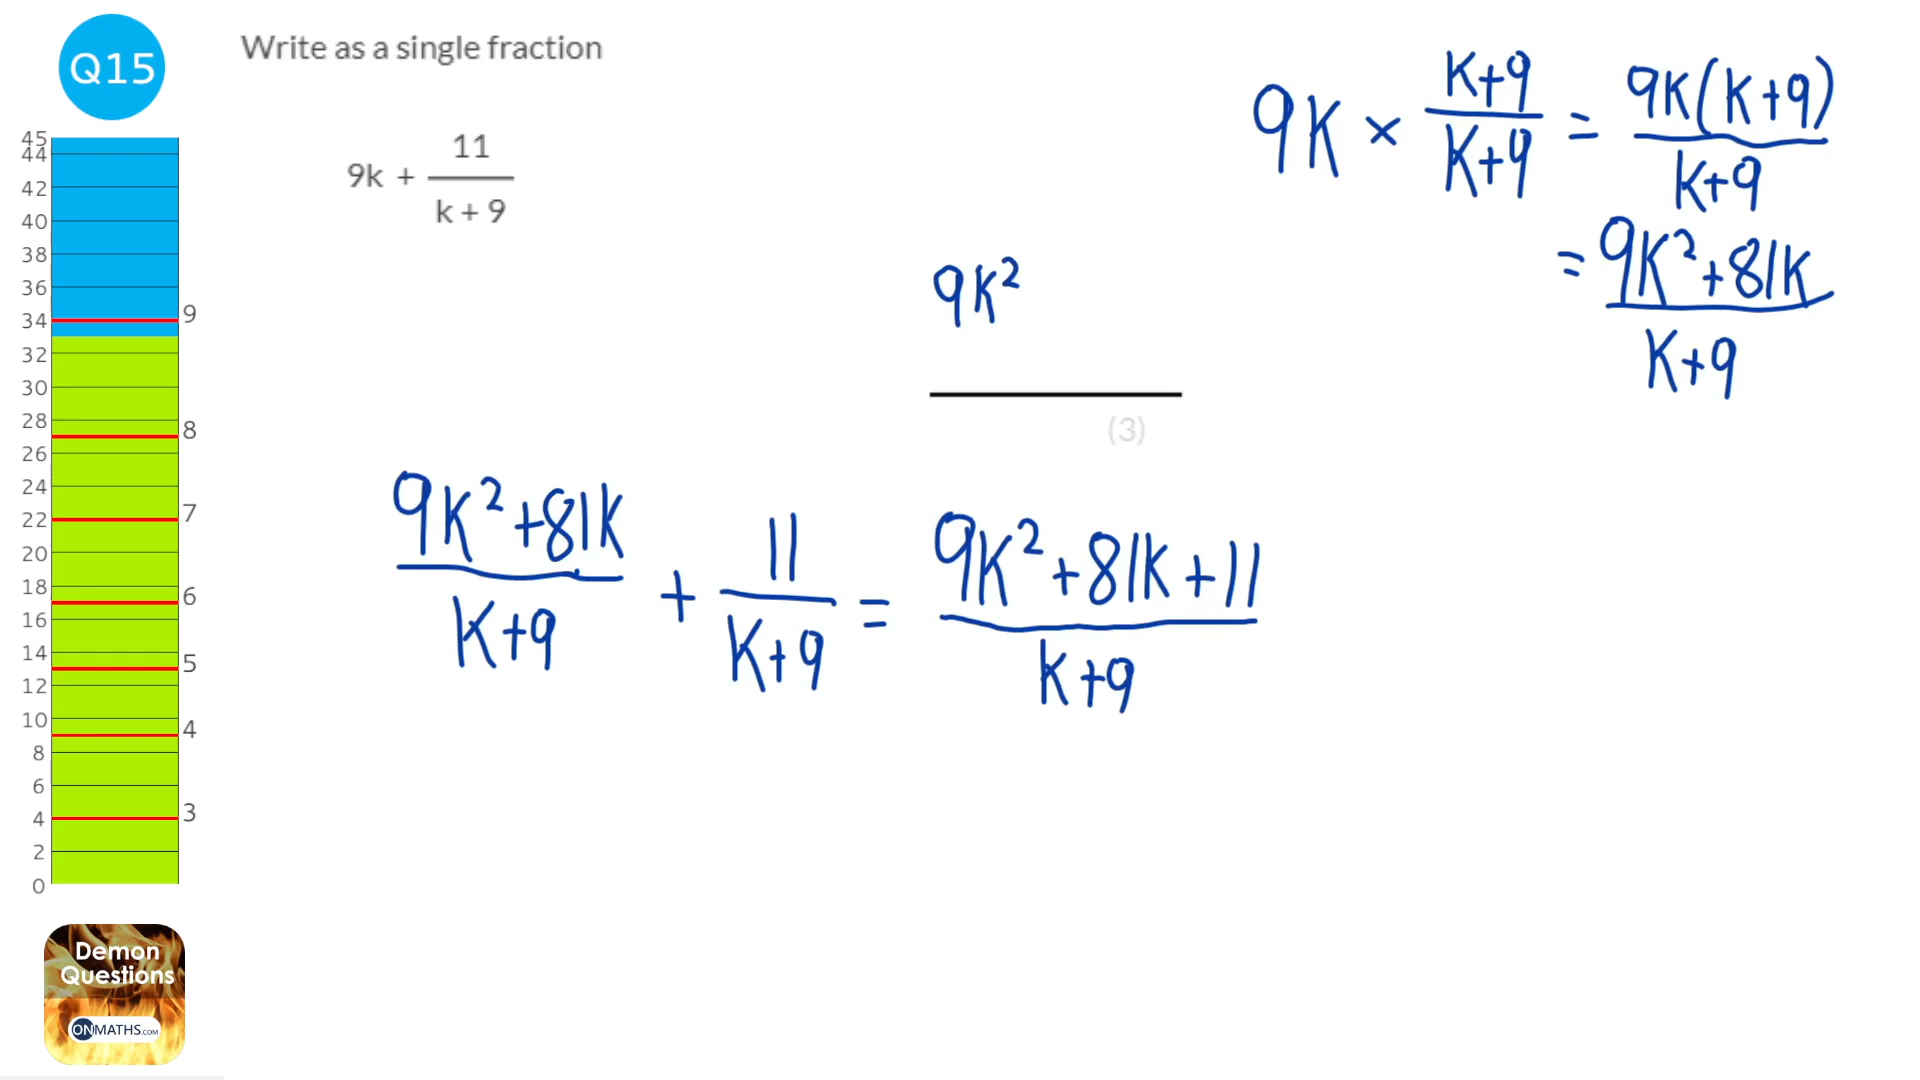 Q15
Write as a single fraction
9k + 11/(k + 9)
9K × (K+9)/(K+9) = 9K(K+9)/(K+9)
= (9K²+81K)/(K+9)
9K²
(3)
(9K²+81K)/(K+9) + 11/(K+9) = (9K²+81K+11)/(K+9)
45
44
42
40
38
36
34 9
32
30
28 8
26
24
22 7
20
18 6
16
14 5
12
10 4
8
6
4 3
2
0
Demon
Questions
ONMATHS.COM